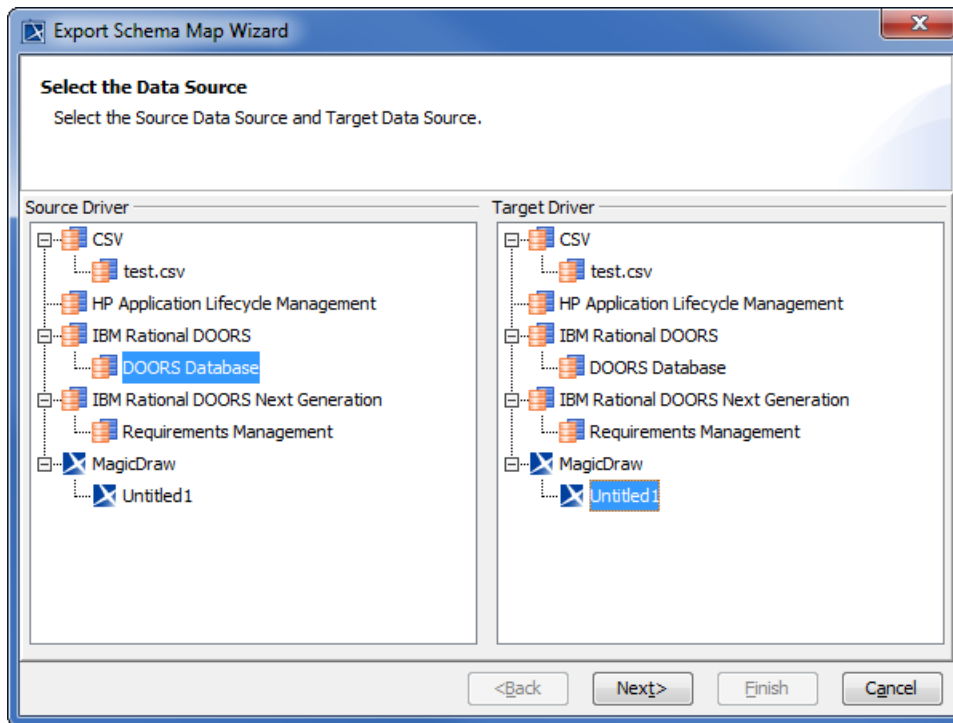 Export Schema Map Wizard
Select the Data Source
Select the Source Data Source and Target Data Source.
Source Driver
CSV
test.csv
HP Application Lifecycle Management
IBM Rational DOORS
DOORS Database
IBM Rational DOORS Next Generation
Requirements Management
MagicDraw
Untitled1
Target Driver
CSV
test.csv
HP Application Lifecycle Management
IBM Rational DOORS
DOORS Database
IBM Rational DOORS Next Generation
Requirements Management
MagicDraw
Untitled1
<Back
Next>
Finish
Cancel